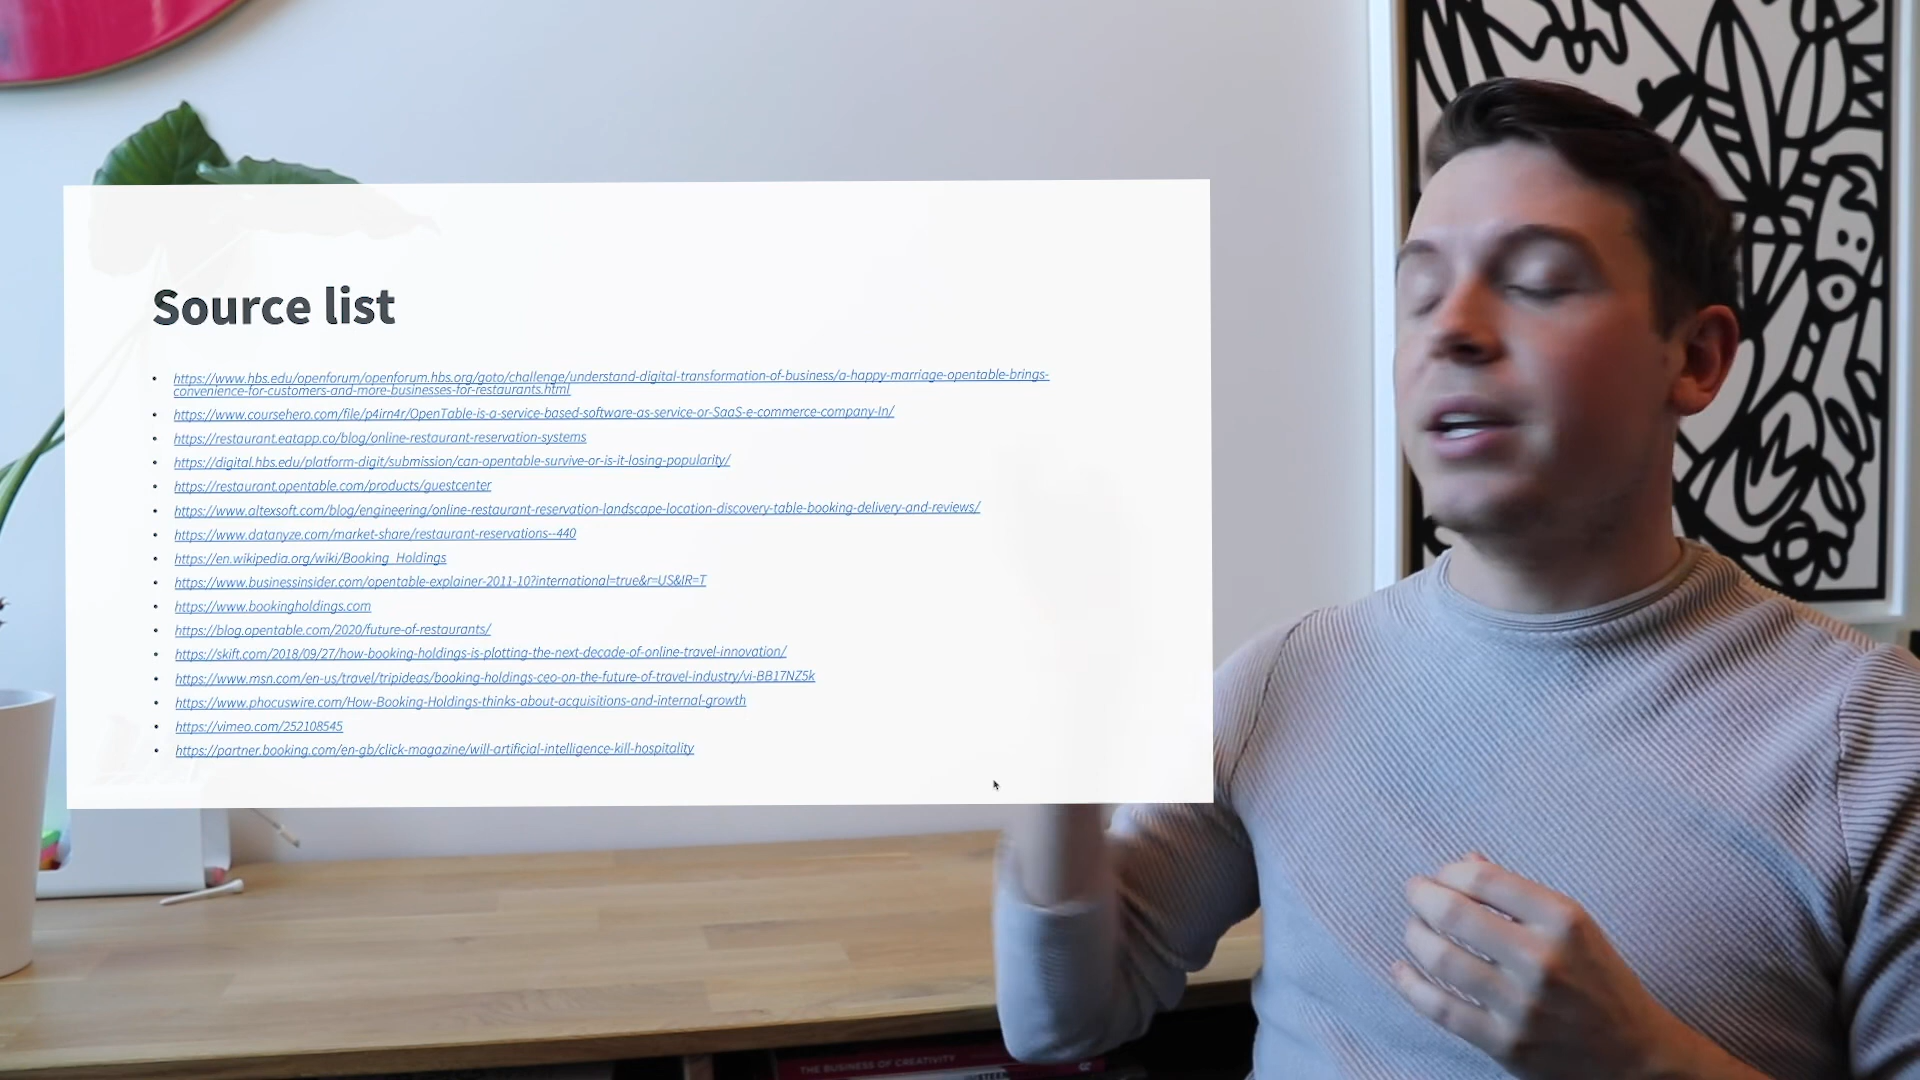 Source list
• https://www.hbs.edu/openforum/openforum.hbs.org/goto/challenge/understand-digital-transformation-of-business/a-happy-marriage-opentable-brings-
convenience-for-customers-and-more-businesses-for-restaurants.html
• https://www.coursehero.com/file/p4irn4r/OpenTable-is-a-service-based-software-as-service-or-SaaS-e-commerce-company-In/
• https://restaurant.eatapp.co/blog/online-restaurant-reservation-systems
• https://digital.hbs.edu/platform-digit/submission/can-opentable-survive-or-is-it-losing-popularity/
• https://restaurant.opentable.com/products/guestcenter
• https://www.altexsoft.com/blog/engineering/online-restaurant-reservation-landscape-location-discovery-table-booking-delivery-and-reviews/
• https://www.datanyze.com/market-share/restaurant-reservations--440
• https://en.wikipedia.org/wiki/Booking_Holdings
• https://www.businessinsider.com/opentable-explainer-2011-10?international=true&r=US&IR=T
• https://www.bookingholdings.com
• https://blog.opentable.com/2020/future-of-restaurants/
• https://skift.com/2018/09/27/how-booking-holdings-is-plotting-the-next-decade-of-online-travel-innovation/
• https://www.msn.com/en-us/travel/tripideas/booking-holdings-ceo-on-the-future-of-travel-industry/vi-BB17NZ5k
• https://www.phocuswire.com/How-Booking-Holdings-thinks-about-acquisitions-and-internal-growth
• https://vimeo.com/252108545
• https://partner.booking.com/en-gb/click-magazine/will-artificial-intelligence-kill-hospitality
THE BUSINESS OF CREATIVITY